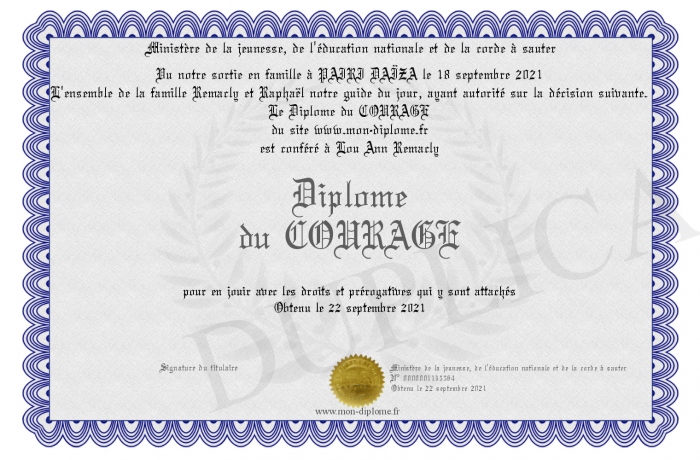 Ministère de la jeunesse, de l'éducation nationale et de la corde à sauter
Vu notre sortie en famille à PAIRI DAÏZA le 18 septembre 2021
L'ensemble de la famille Remacly et Raphaël notre guide du jour, ayant autorité sur la décision suivante.
Le Diplome du COURAGE
du site www.mon-diplome.fr
est conféré à Lou Ann Remacly
Diplome
du COURAGE
DUPLICA
pour en jouir avec les droits et prérogatives qui y sont attachés
Obtenu le 22 septembre 2021
Signature du titulaire
Ministère de la jeunesse, de l'éducation nationale et de la corde à sauter
N°
Obtenu le 22 septembre 2021
www.mon-diplome.fr